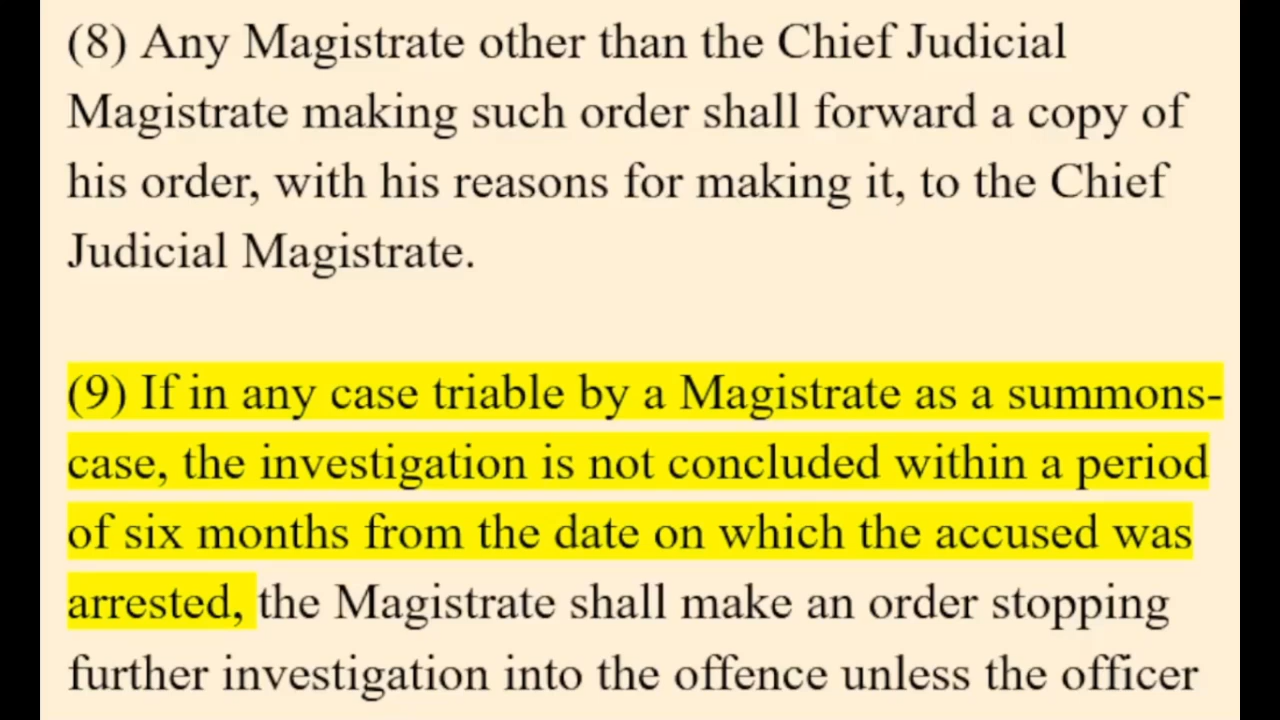 (8) Any Magistrate other than the Chief Judicial
Magistrate making such order shall forward a copy of
his order, with his reasons for making it, to the Chief
Judicial Magistrate.
(9) If in any case triable by a Magistrate as a summons-
case, the investigation is not concluded within a period
of six months from the date on which the accused was
arrested, the Magistrate shall make an order stopping
further investigation into the offence unless the officer